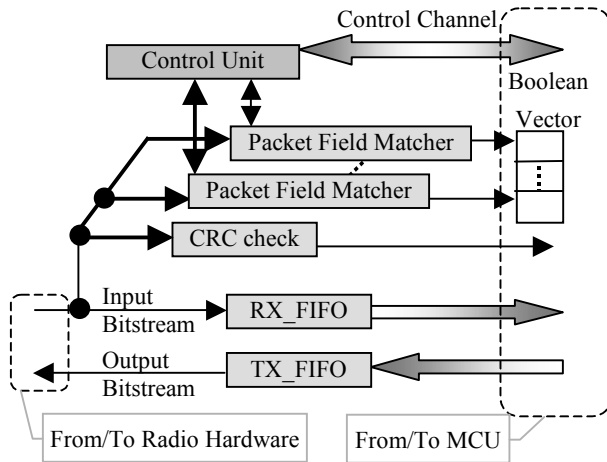 Control Channel
Control Unit
Boolean
Vector
Packet Field Matcher
Packet Field Matcher
CRC check
Input
Bitstream
RX_FIFO
Output
Bitstream
TX_FIFO
From/To Radio Hardware
From/To MCU